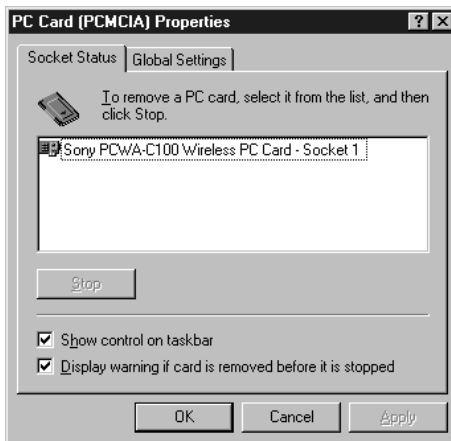 PC Card (PCMCIA) Properties
Socket Status
Global Settings
To remove a PC card, select it from the list, and then
click Stop.
Sony PCWA-C100 Wireless PC Card - Socket 1
Stop
Show control on taskbar
Display warning if card is removed before it is stopped
OK
Cancel
Apply